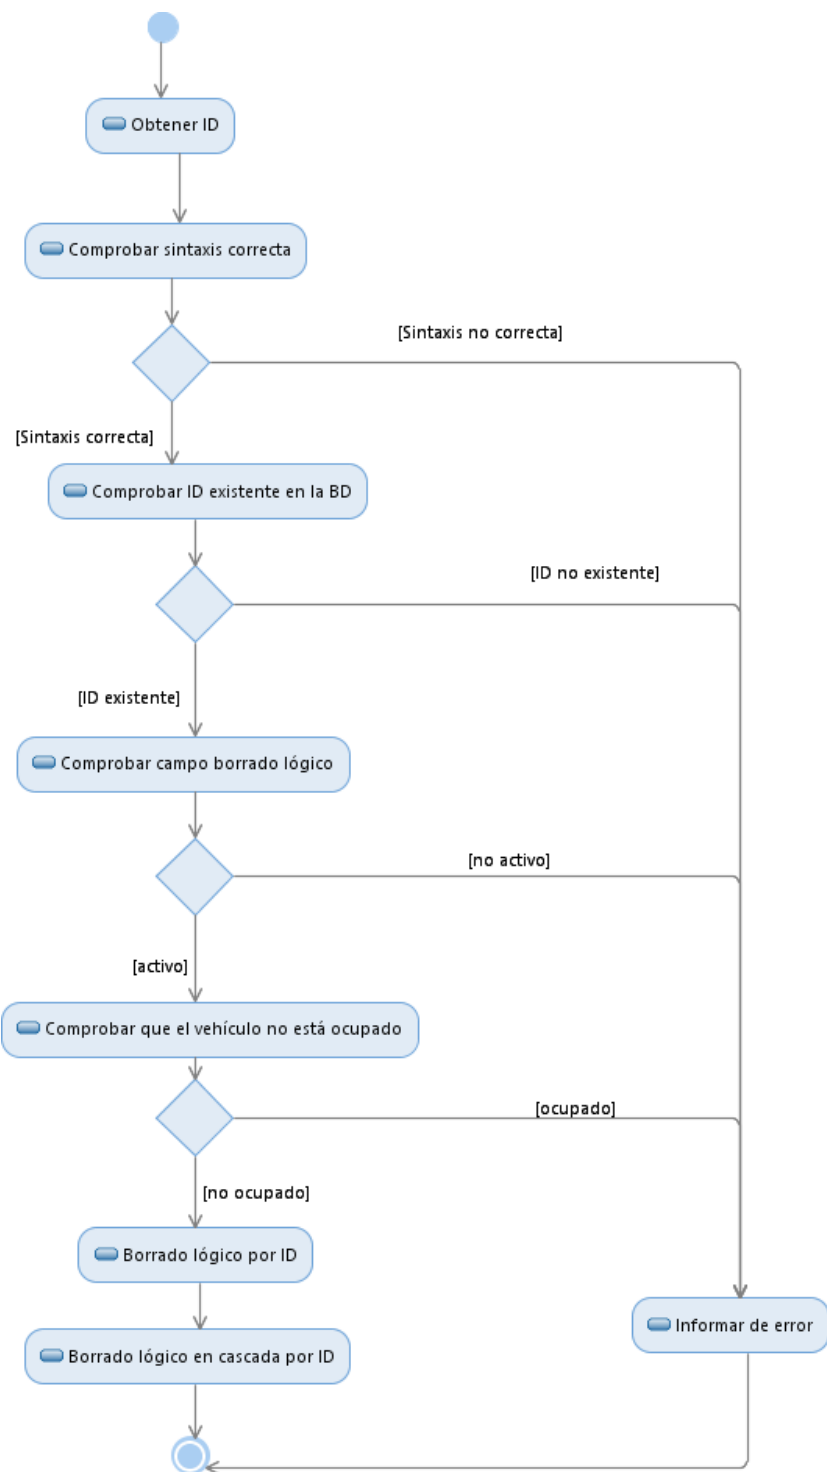 Obtener ID
Comprobar sintaxis correcta
[Sintaxis no correcta]
[Sintaxis correcta]
Comprobar ID existente en la BD
[ID no existente]
[ID existente]
Comprobar campo borrado lógico
[no activo]
[activo]
Comprobar que el vehículo no está ocupado
[ocupado]
[no ocupado]
Borrado lógico por ID
Informar de error
Borrado lógico en cascada por ID